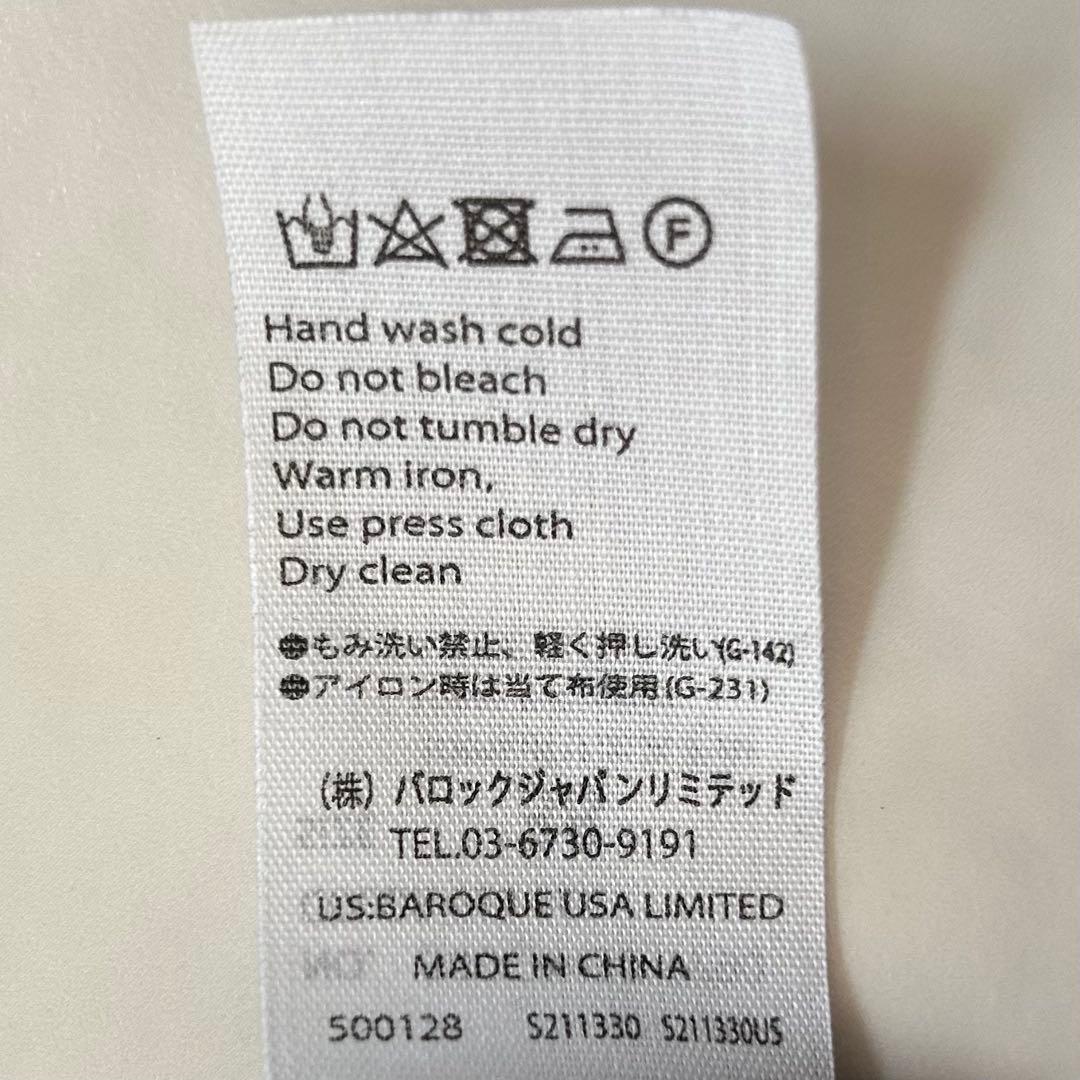 F
Hand wash cold
Do not bleach
Do not tumble dry
Warm iron,
Use press cloth
Dry clean
●もみ洗い禁止、軽く押し洗い(G-142)
●アイロン時は当て布使用(G-231)
(株) バロックジャパンリミテッド
TEL.03-6730-9191
US:BAROQUE USA LIMITED
MADE IN CHINA
500128 S211330 S211330US